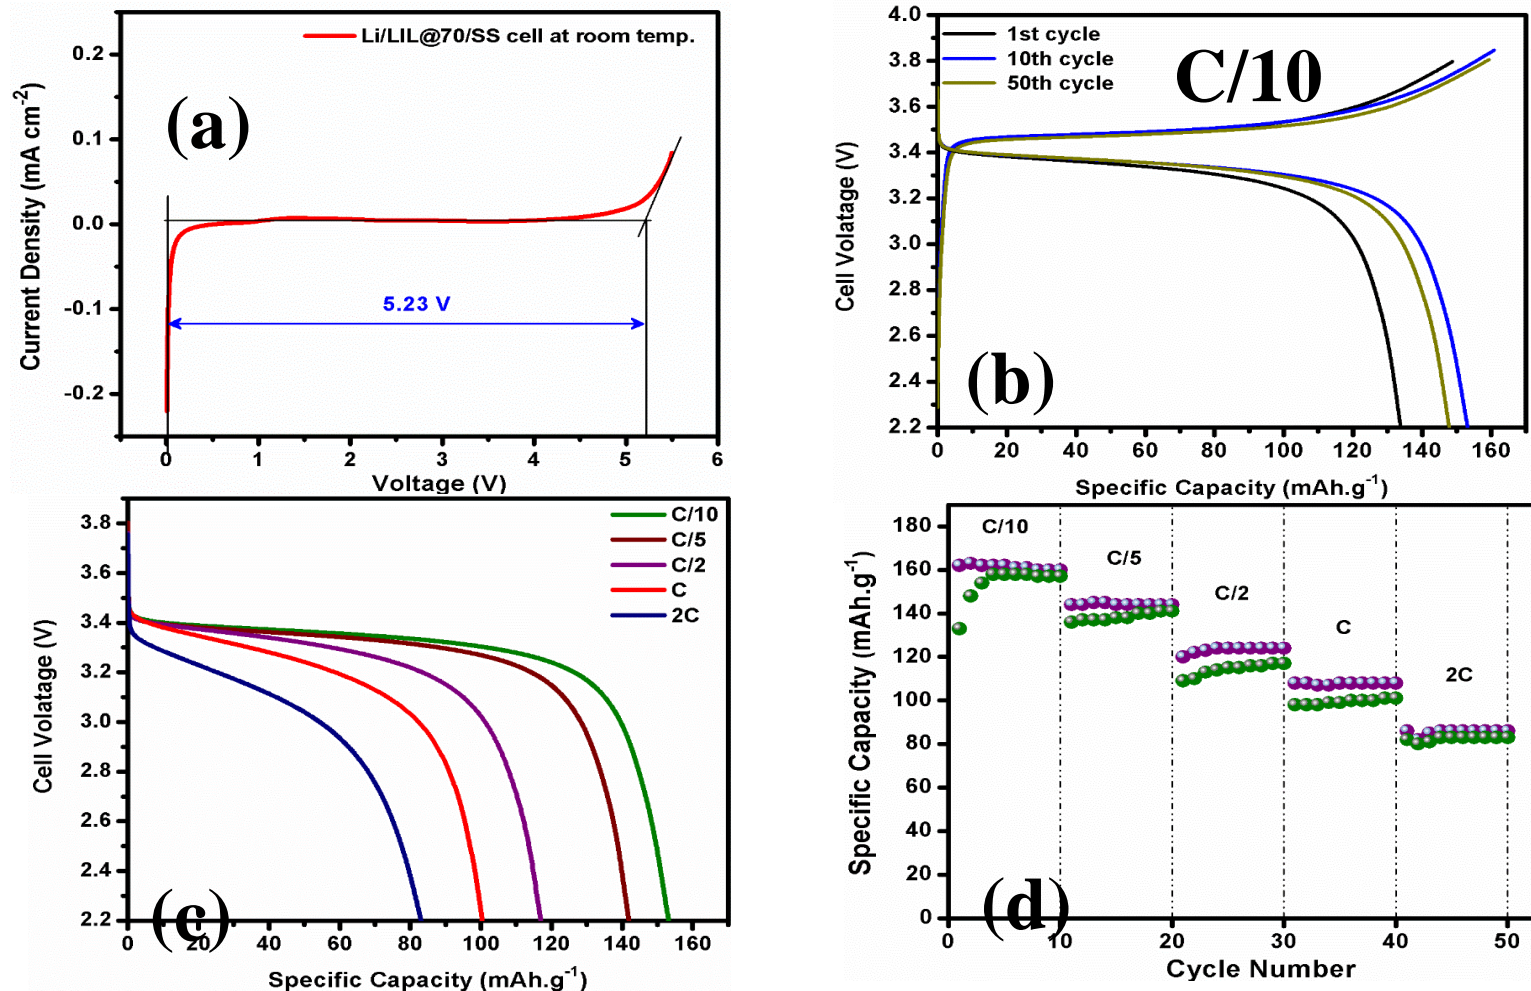 Li/LIL@70/SS cell at room temp.
(a)
5.23 V
0.2
0.1
0.0
-0.1
-0.2
Current Density (mA cm-2)
0 1 2 3 4 5 6
Voltage (V)
1st cycle
10th cycle
50th cycle
C/10
(b)
4.0
3.8
3.6
3.4
3.2
3.0
2.8
2.6
2.4
2.2
Cell Volatage (V)
0 20 40 60 80 100 120 140 160
Specific Capacity (mAh.g-1)
C/10
C/5
C/2
C
2C
3.8
3.6
3.4
3.2
3.0
2.8
2.6
2.4
2.2
Cell Volatage (V)
(c)
0 20 40 60 80 100 120 140 160
Specific Capacity (mAh.g-1)
C/10
C/5
C/2
C
2C
180
160
140
120
100
80
60
40
20
0
Specific Capacity (mAh.g-1)
(d)
0 10 20 30 40 50
Cycle Number